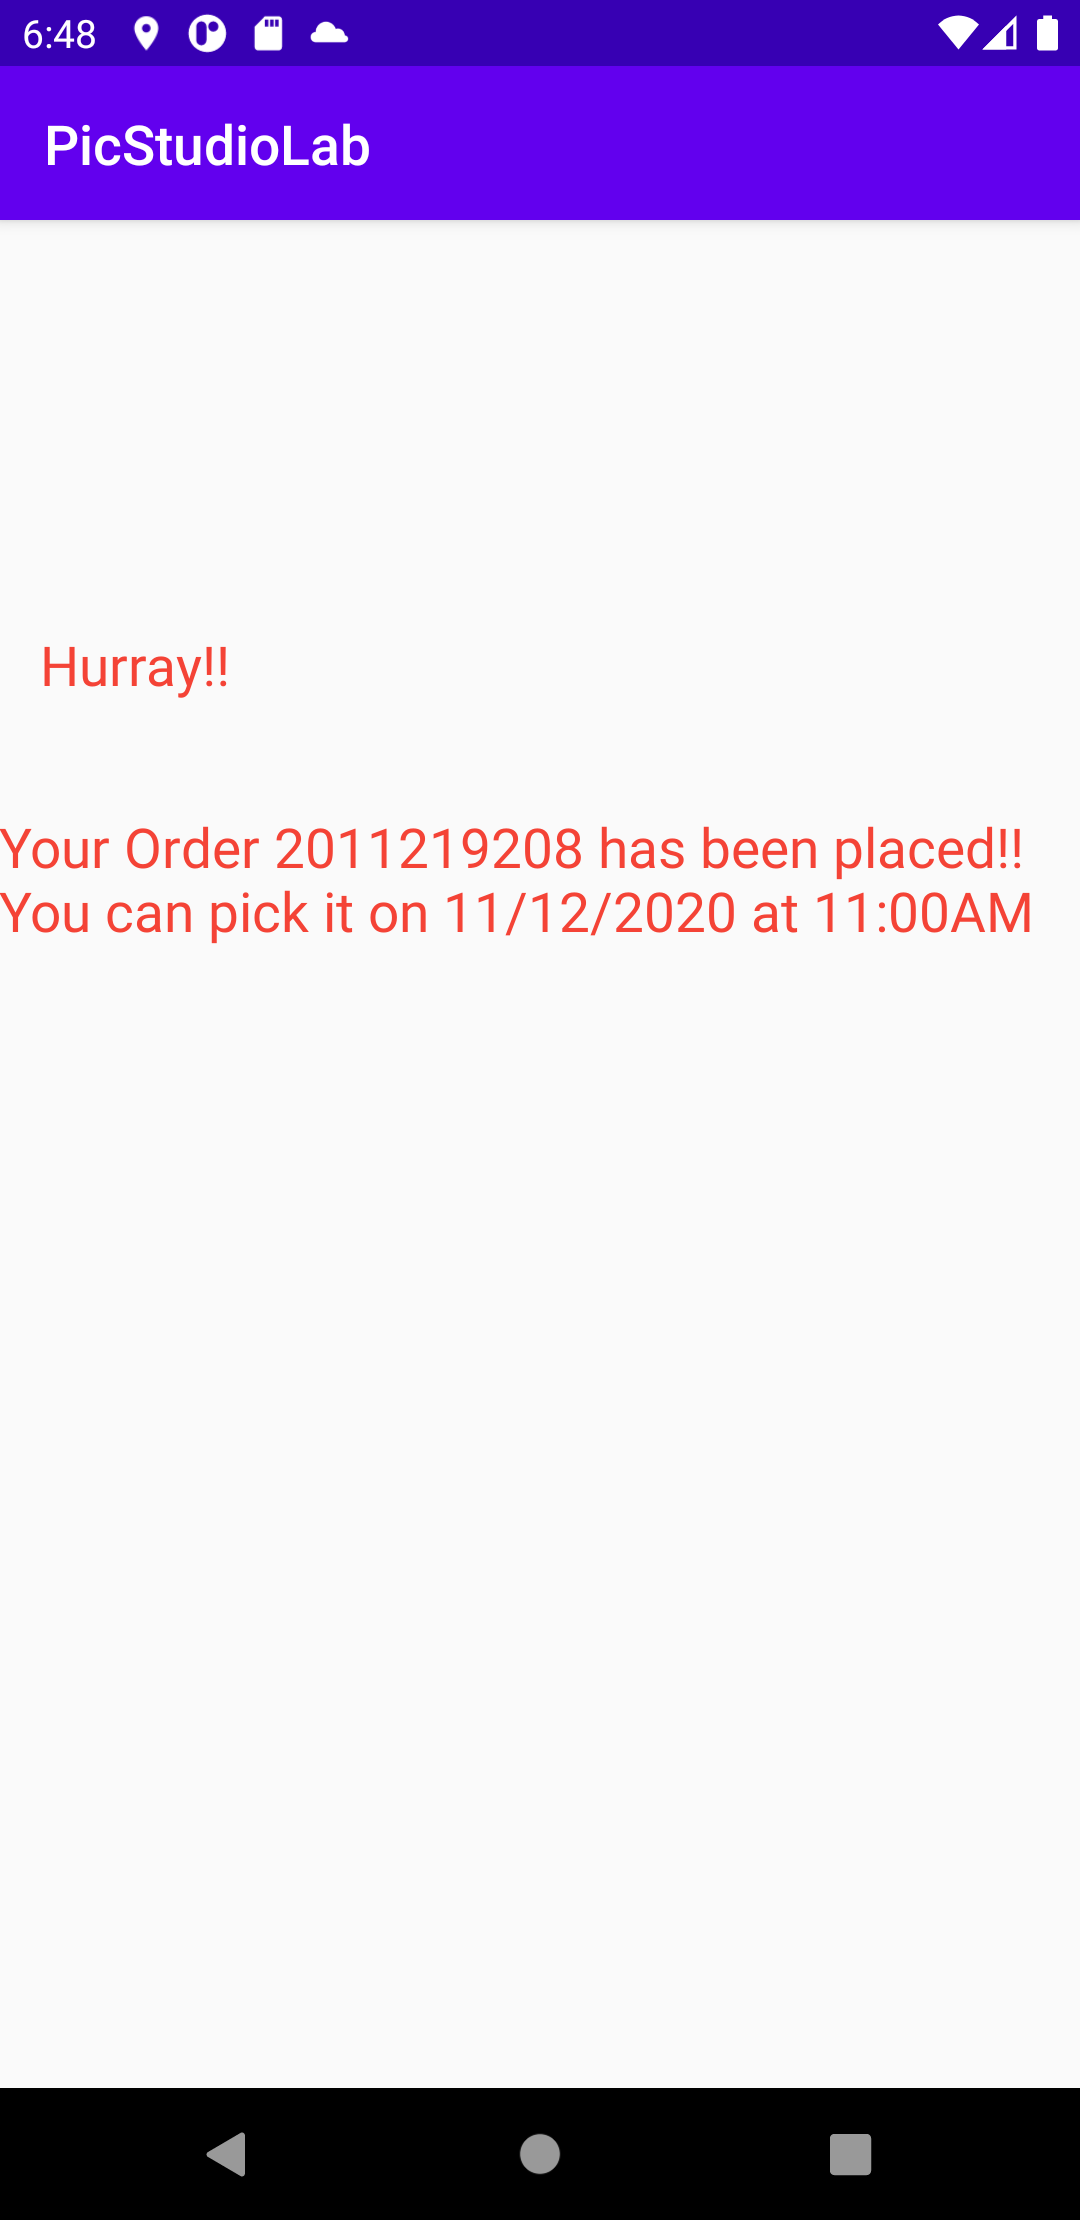 6:48
PicStudioLab
Hurray!!
Your Order 2011219208 has been placed!!
You can pick it on 11/12/2020 at 11:00AM